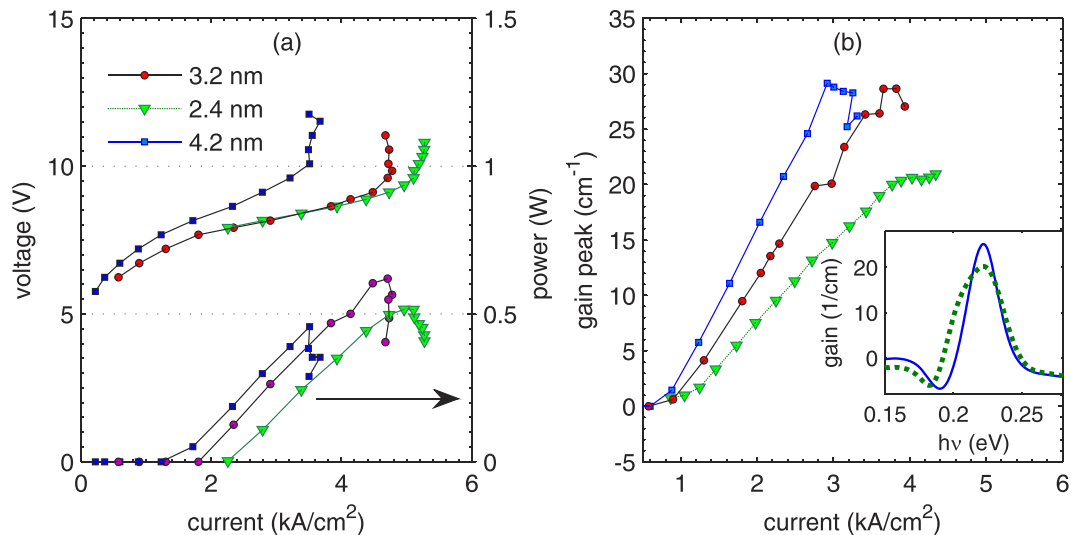 (a)
3.2 nm
2.4 nm
4.2 nm
15
10
5
0
voltage (V)
0 2 4 6
current (kA/cm²)
1.5
1
0.5
0
power (W)
(b)
35
30
25
20
15
10
5
0
-5
gain peak (cm⁻¹)
1 2 3 4 5 6
current (kA/cm²)
20
10
0
gain (1/cm)
0.15 0.2 0.25
hν (eV)